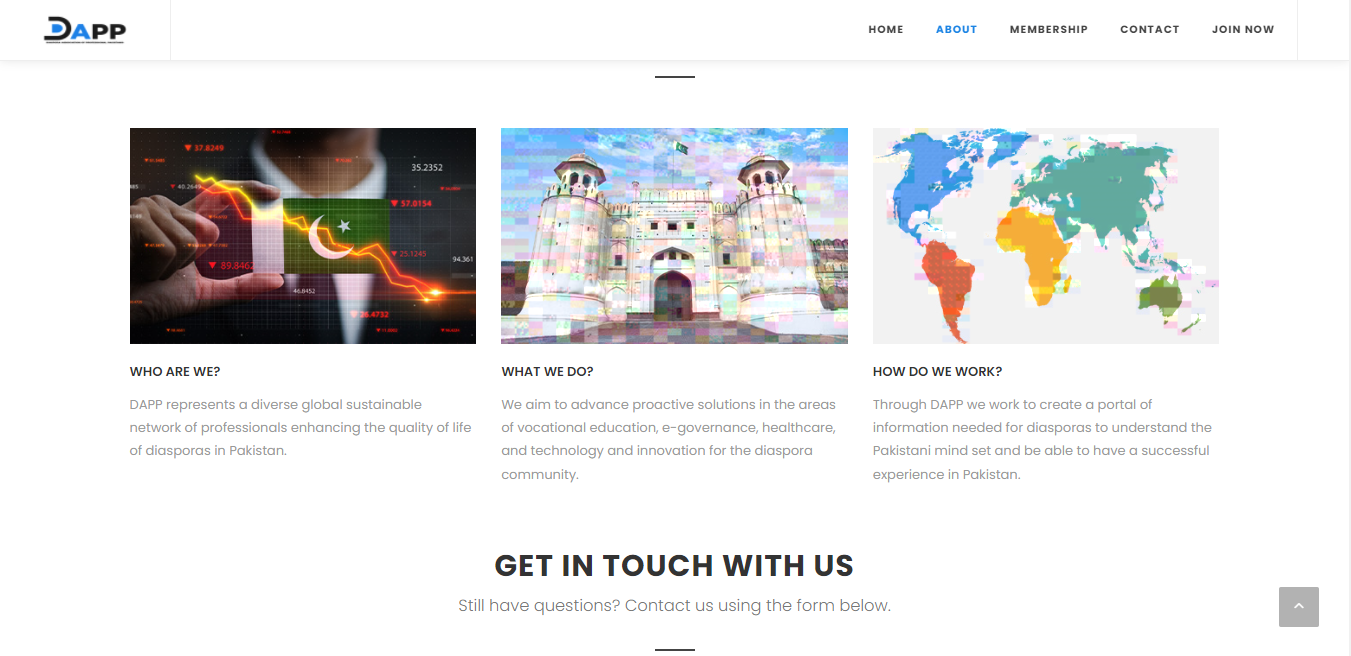 DAPP
HOME ABOUT MEMBERSHIP CONTACT JOIN NOW
37.8249
35.2352
40.2649
57.0154
25.1245
94.361
89.8462
46.8452
26.4732
WHO ARE WE?
DAPP represents a diverse global sustainable
network of professionals enhancing the quality of life
of diasporas in Pakistan.
WHAT WE DO?
We aim to advance proactive solutions in the areas
of vocational education, e-governance, healthcare,
and technology and innovation for the diaspora
community.
HOW DO WE WORK?
Through DAPP we work to create a portal of
information needed for diasporas to understand the
Pakistani mind set and be able to have a successful
experience in Pakistan.
GET IN TOUCH WITH US
Still have questions? Contact us using the form below.